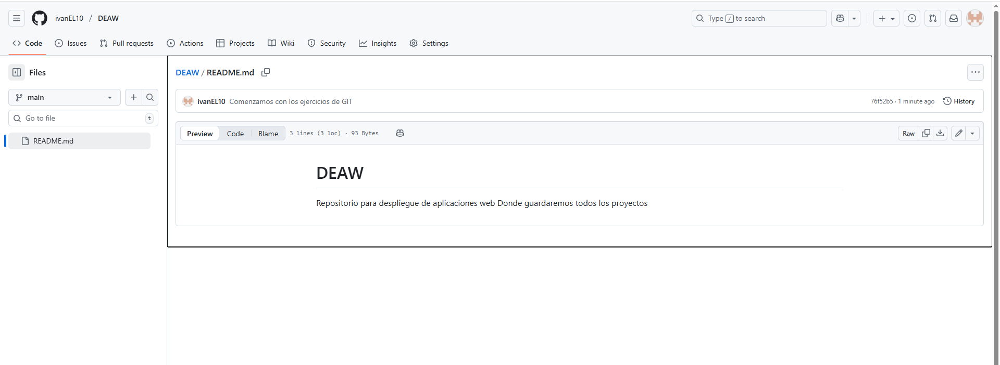 ivanEL10 / DEAW
Type / to search
Code
Issues
Pull requests
Actions
Projects
Wiki
Security
Insights
Settings
Files
main
Go to file
t
README.md
DEAW / README.md
ivanEL10 Comenzamos con los ejercicios de GIT
76f52b5 · 1 minute ago
History
Preview
Code
Blame
3 lines (3 loc) · 93 Bytes
Raw
DEAW
Repositorio para despliegue de aplicaciones web Donde guardaremos todos los proyectos